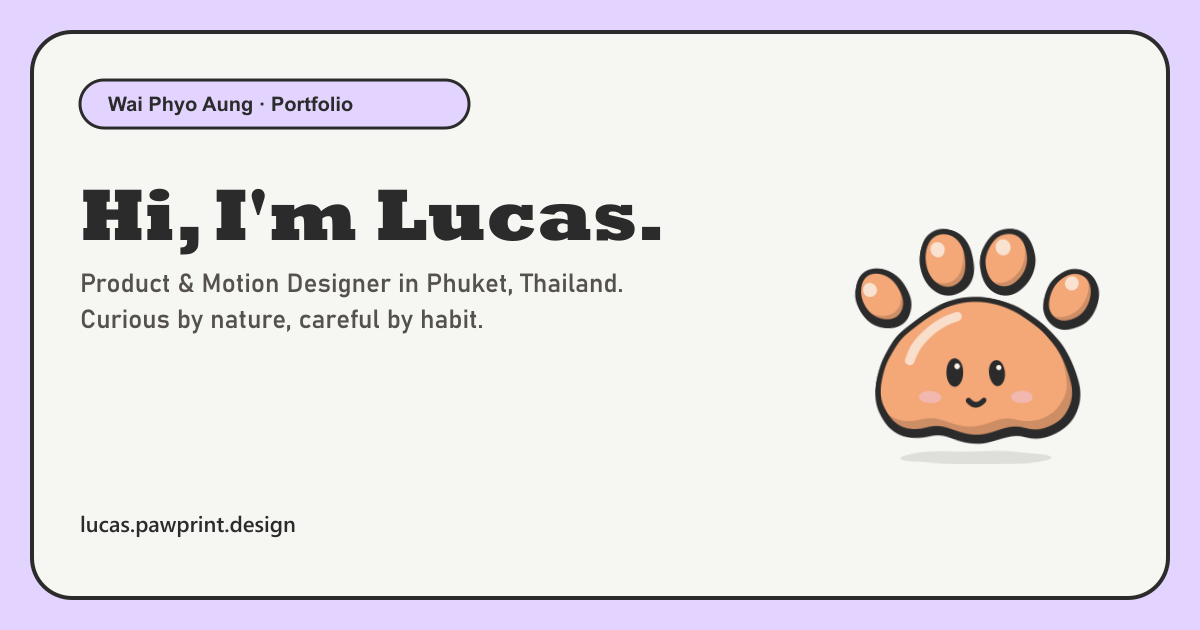 Wai Phyo Aung · Portfolio
Hi, I'm Lucas.
Product & Motion Designer in Phuket, Thailand.
Curious by nature, careful by habit.
lucas.pawprint.design